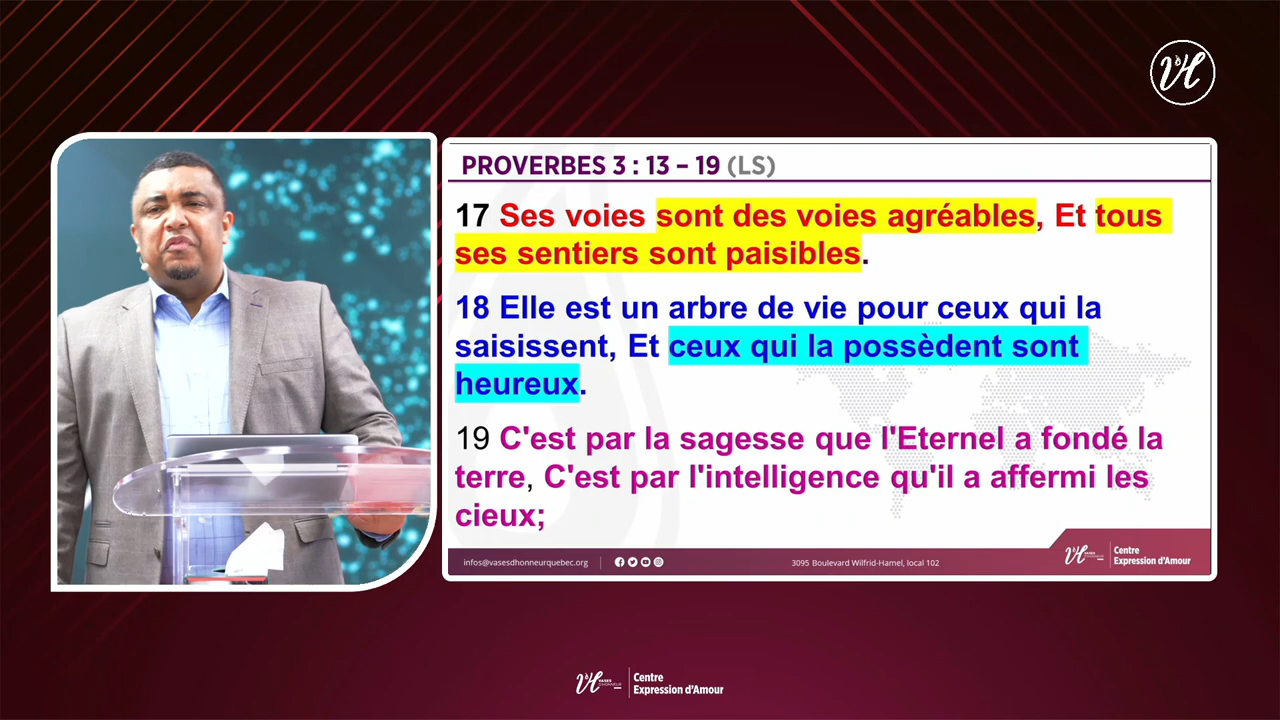 V&H
PROVERBES 3 : 13 – 19 (LS)
17 Ses voies sont des voies agréables, Et tous
ses sentiers sont paisibles.
18 Elle est un arbre de vie pour ceux qui la
saisissent, Et ceux qui la possèdent sont
heureux.
19 C'est par la sagesse que l'Eternel a fondé la
terre, C'est par l'intelligence qu'il a affermi les
cieux;
infos@vasesdhonneurquebec.org
3095 Boulevard Wilfrid-Hamel, local 102
Centre
Expression d'Amour
Centre
Expression d'Amour